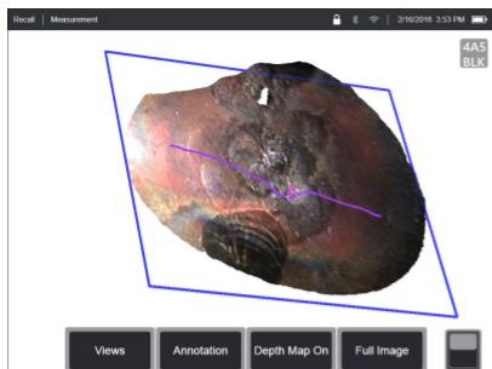 Recall | Measurement 2/16/2016 3:53 PM
4A5
BLK
Views Annotation Depth Map On Full Image